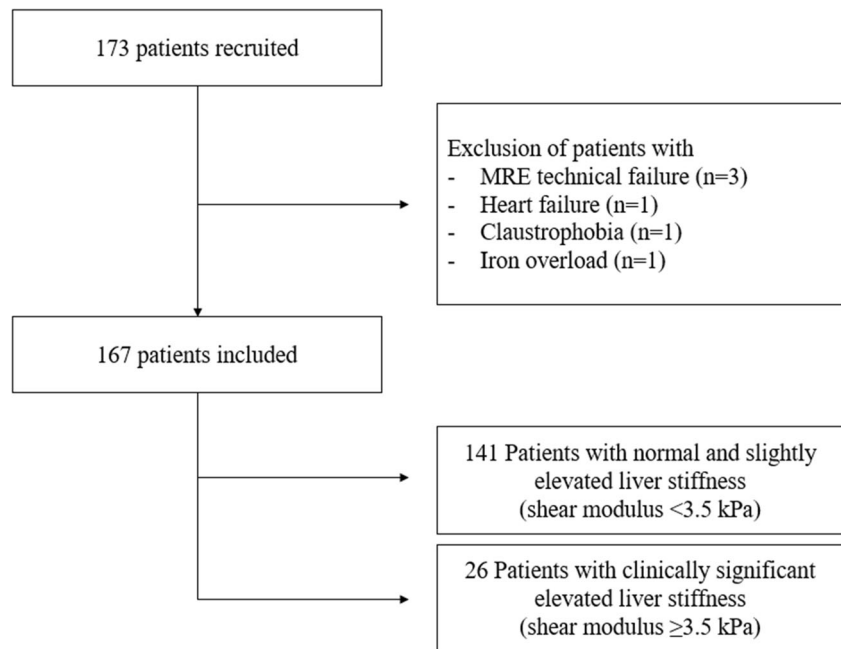 173 patients recruited
Exclusion of patients with
- MRE technical failure (n=3)
- Heart failure (n=1)
- Claustrophobia (n=1)
- Iron overload (n=1)
167 patients included
141 Patients with normal and slightly
elevated liver stiffness
(shear modulus <3.5 kPa)
26 Patients with clinically significant
elevated liver stiffness
(shear modulus ≥3.5 kPa)